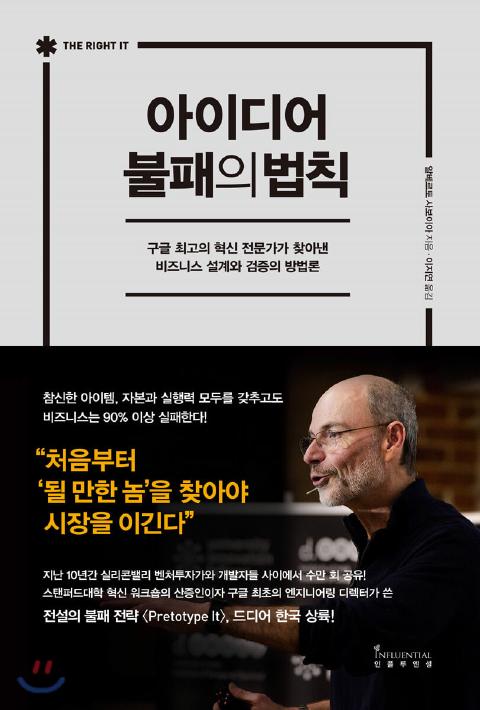 THE RIGHT IT
아이디어
불패의 법칙
알베르토 사보이아 지음 · 이지연 옮김
구글 최고의 혁신 전문가가 찾아낸
비즈니스 설계와 검증의 방법론
참신한 아이템, 자본과 실행력 모두를 갖추고도
비즈니스는 90% 이상 실패한다!
“처음부터
‘될 만한 놈’을 찾아야
시장을 이긴다”
지난 10년간 실리콘밸리 벤처투자가와 개발자들 사이에서 수만 회 공유!
스탠퍼드대학 혁신 워크숍의 산증인이자 구글 최초의 엔지니어링 디렉터가 쓴
전설의 불패 전략 〈Pretotype It〉, 드디어 한국 상륙!
INFLUENTIAL
인플루엔셜